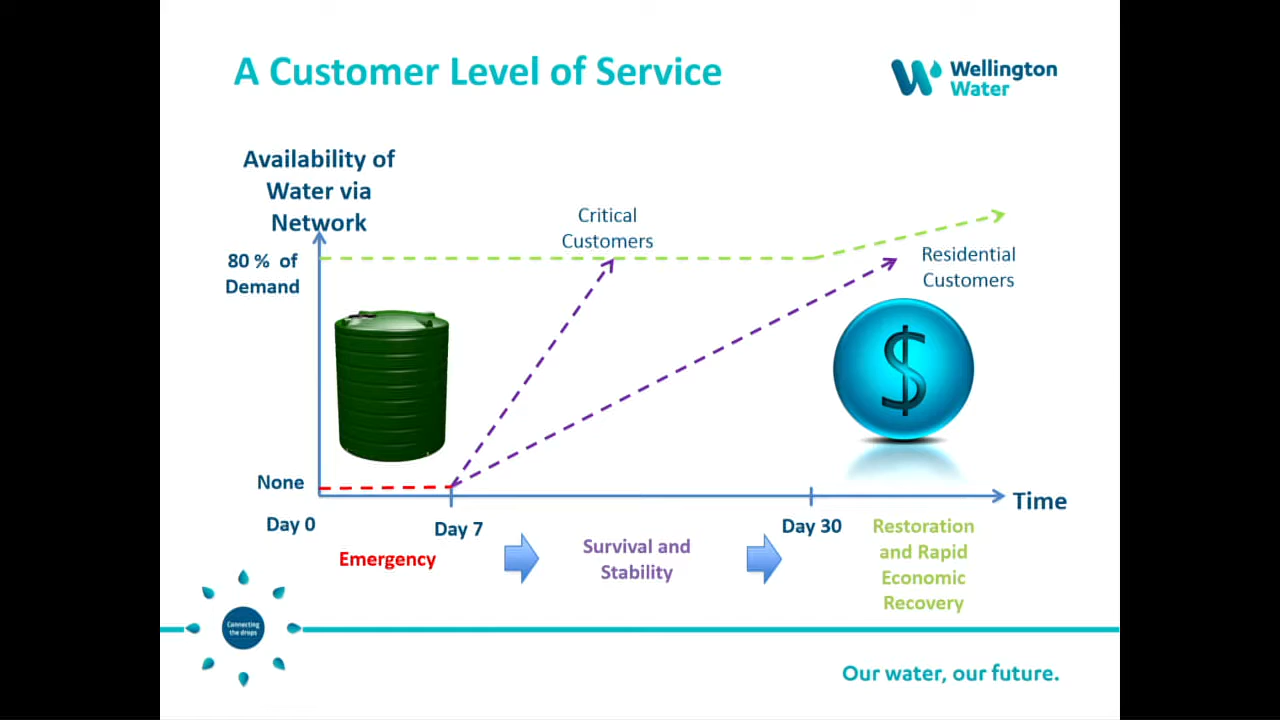 A Customer Level of Service
Wellington
Water
Availability of
Water via
Network
Critical
Customers
80 % of
Demand
Residential
Customers
$
None
Time
Day 0
Day 7
Day 30
Emergency
Survival and
Stability
Restoration
and Rapid
Economic
Recovery
Connecting
the drops
Our water, our future.